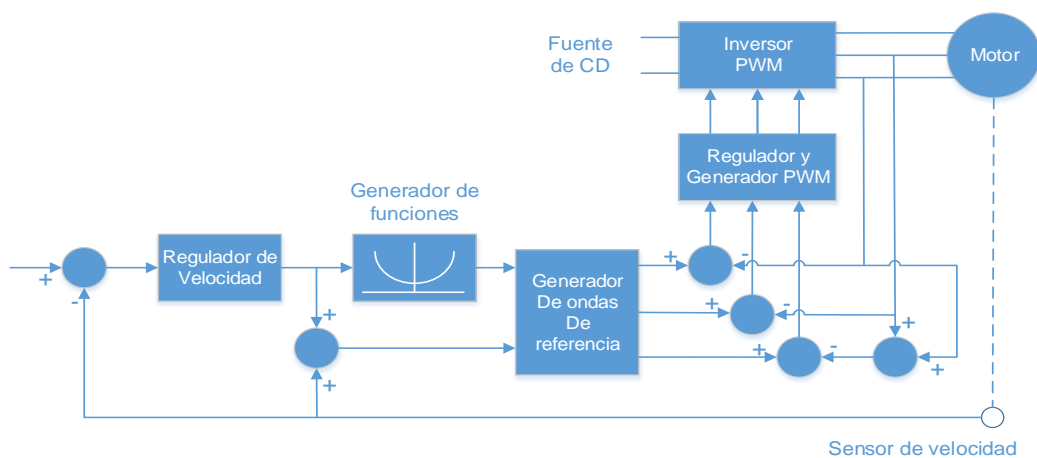 Fuente
de CD
Inversor
PWM
Motor
Regulador y
Generador PWM
Generador de
funciones
Regulador de
Velocidad
Generador
De ondas
De
referencia
+
-
+
+
+
-
+
-
+
-
+
+
Sensor de velocidad